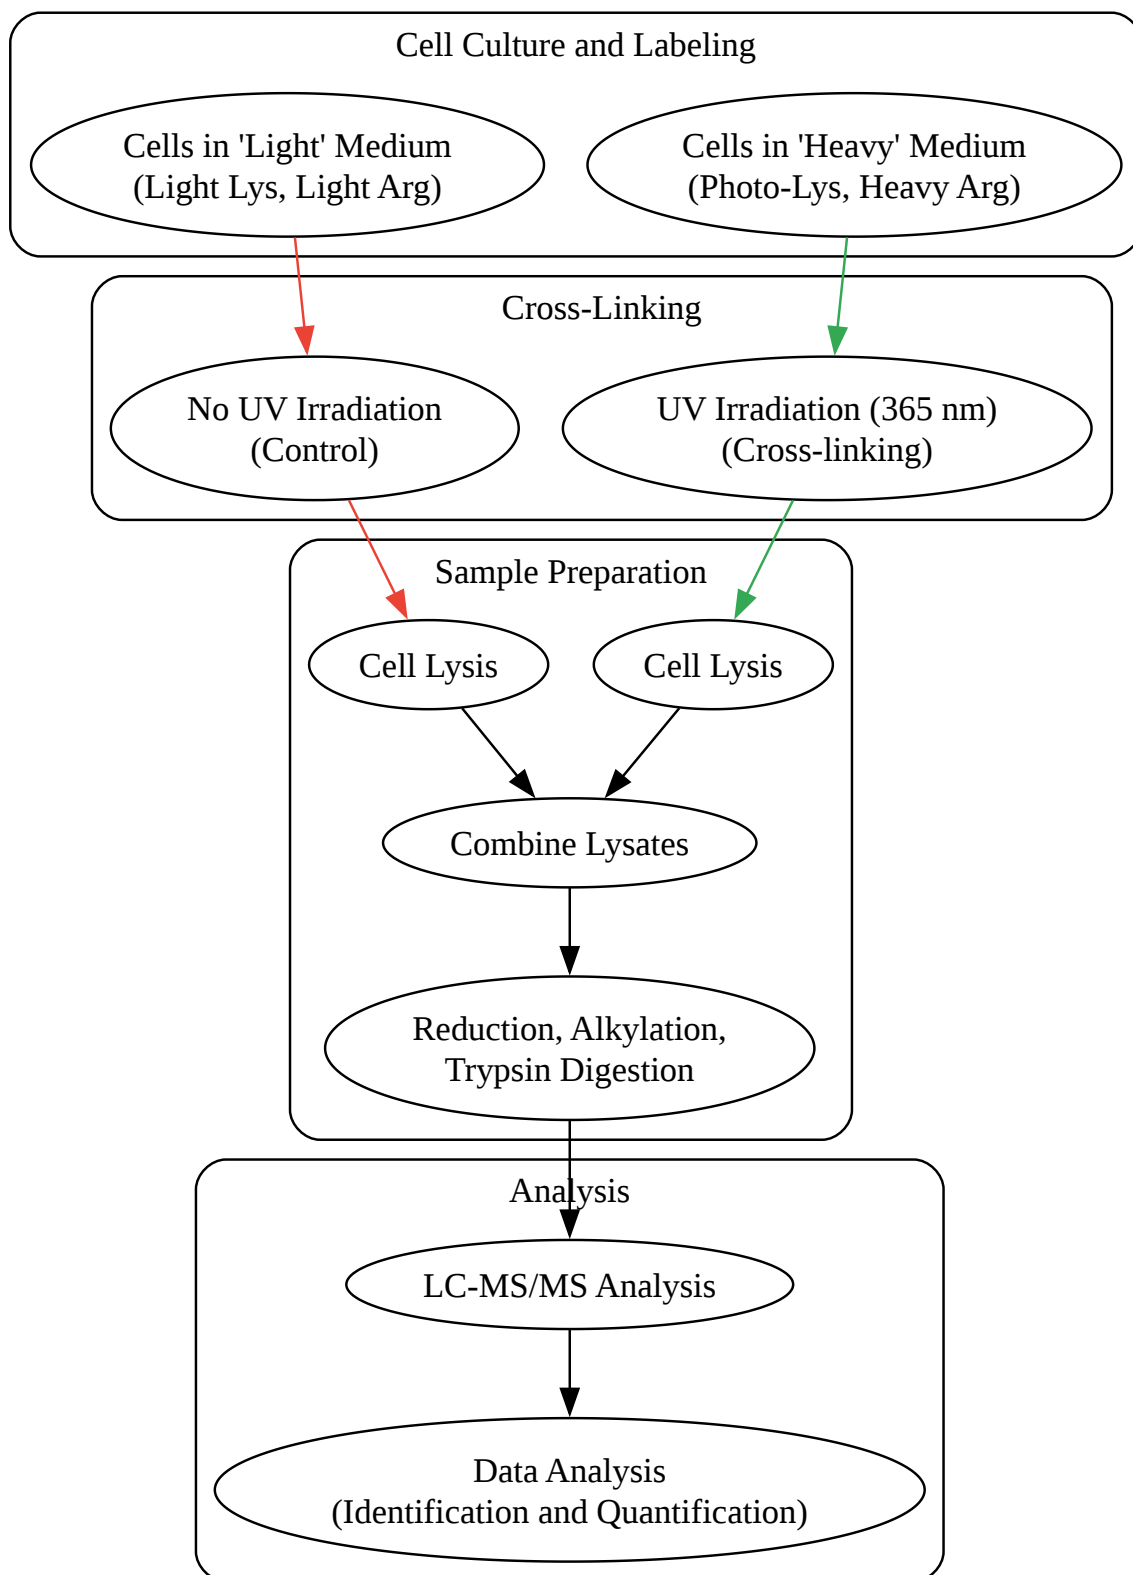 Cell Culture and Labeling
Cells in 'Light' Medium
(Light Lys, Light Arg)
Cells in 'Heavy' Medium
(Photo-Lys, Heavy Arg)
Cross-Linking
No UV Irradiation
(Control)
UV Irradiation (365 nm)
(Cross-linking)
Sample Preparation
Cell Lysis
Cell Lysis
Combine Lysates
Reduction, Alkylation,
Trypsin Digestion
Analysis
LC-MS/MS Analysis
Data Analysis
(Identification and Quantification)